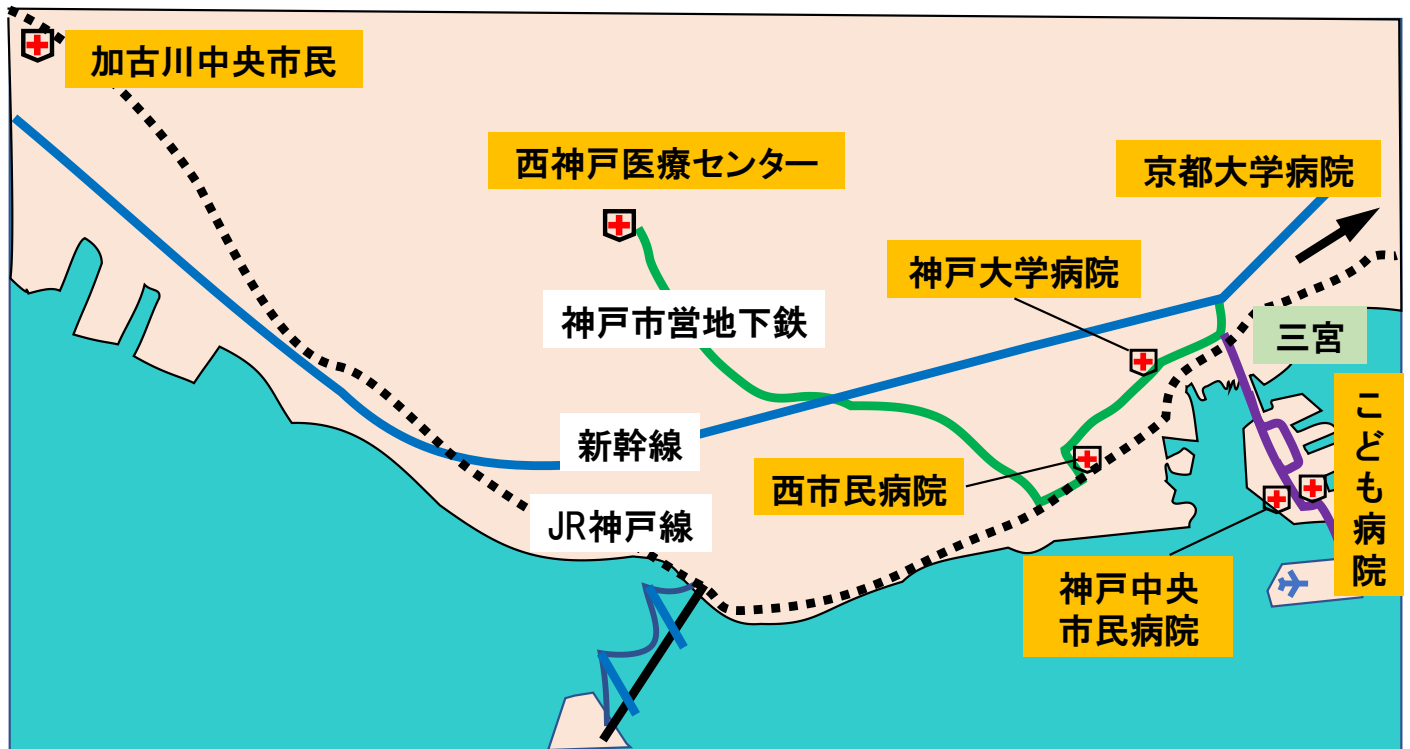 加古川中央市民
西神戸医療センター
京都大学病院
神戸大学病院
神戸市営地下鉄
三宮
こども病院
新幹線
西市民病院
JR神戸線
神戸中央
市民病院